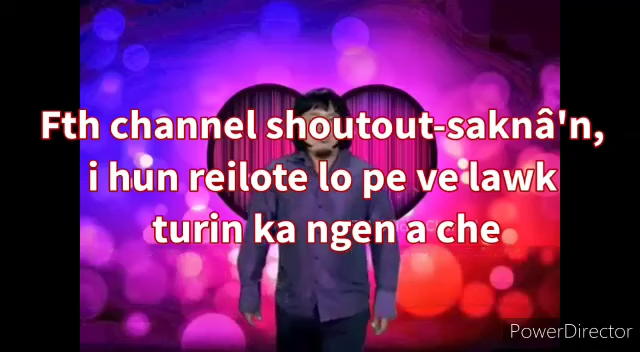 Fth channel shoutout-saknâ'n,
i hun reilote lo pe ve lawk
turin ka ngen a che
PowerDirector